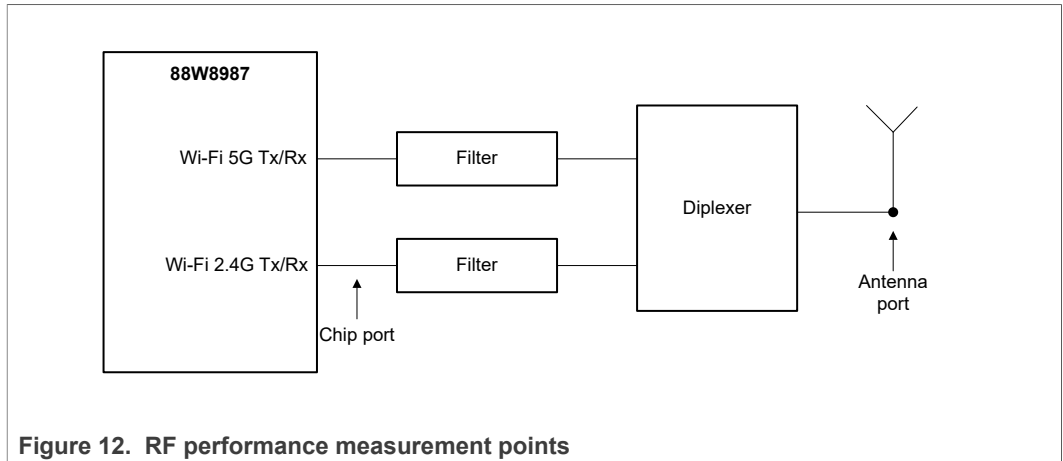 88W8987
Wi-Fi 5G Tx/Rx
Filter
Diplexer
Wi-Fi 2.4G Tx/Rx
Filter
Chip port
Antenna
port
Figure 12. RF performance measurement points